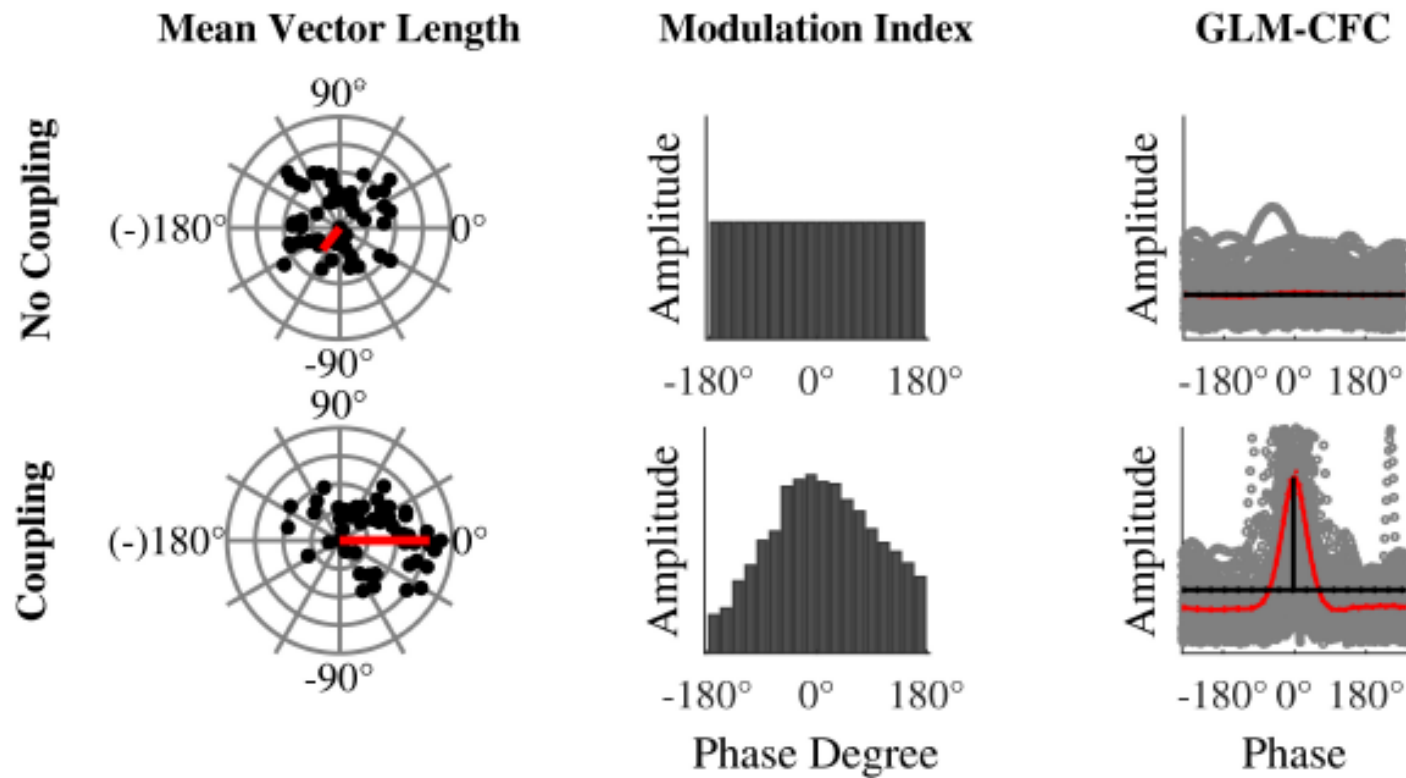 Mean Vector Length Modulation Index GLM-CFC
No Coupling
90°
(-)180° 0°
-90°
Amplitude
-180° 0° 180°
Amplitude
-180° 0° 180°
Coupling
90°
(-)180° 0°
-90°
Amplitude
-180° 0° 180°
Phase Degree
Amplitude
-180° 0° 180°
Phase